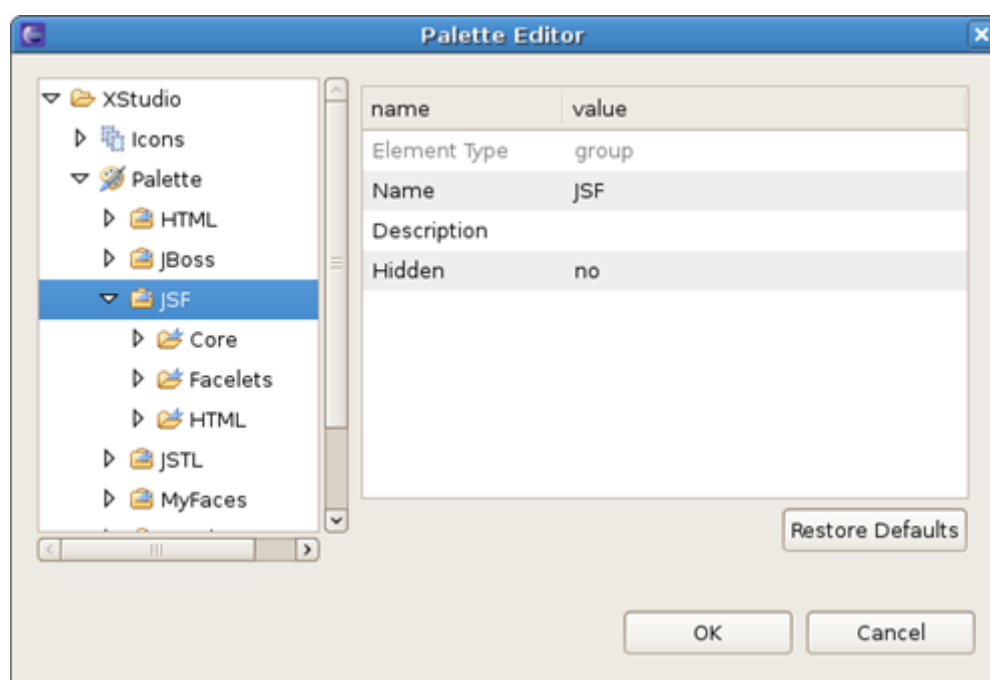 Palette Editor
XStudio
Icons
Palette
HTML
JBoss
JSF
Core
Facelets
HTML
JSTL
MyFaces
name value
Element Type group
Name JSF
Description
Hidden no
Restore Defaults
OK Cancel